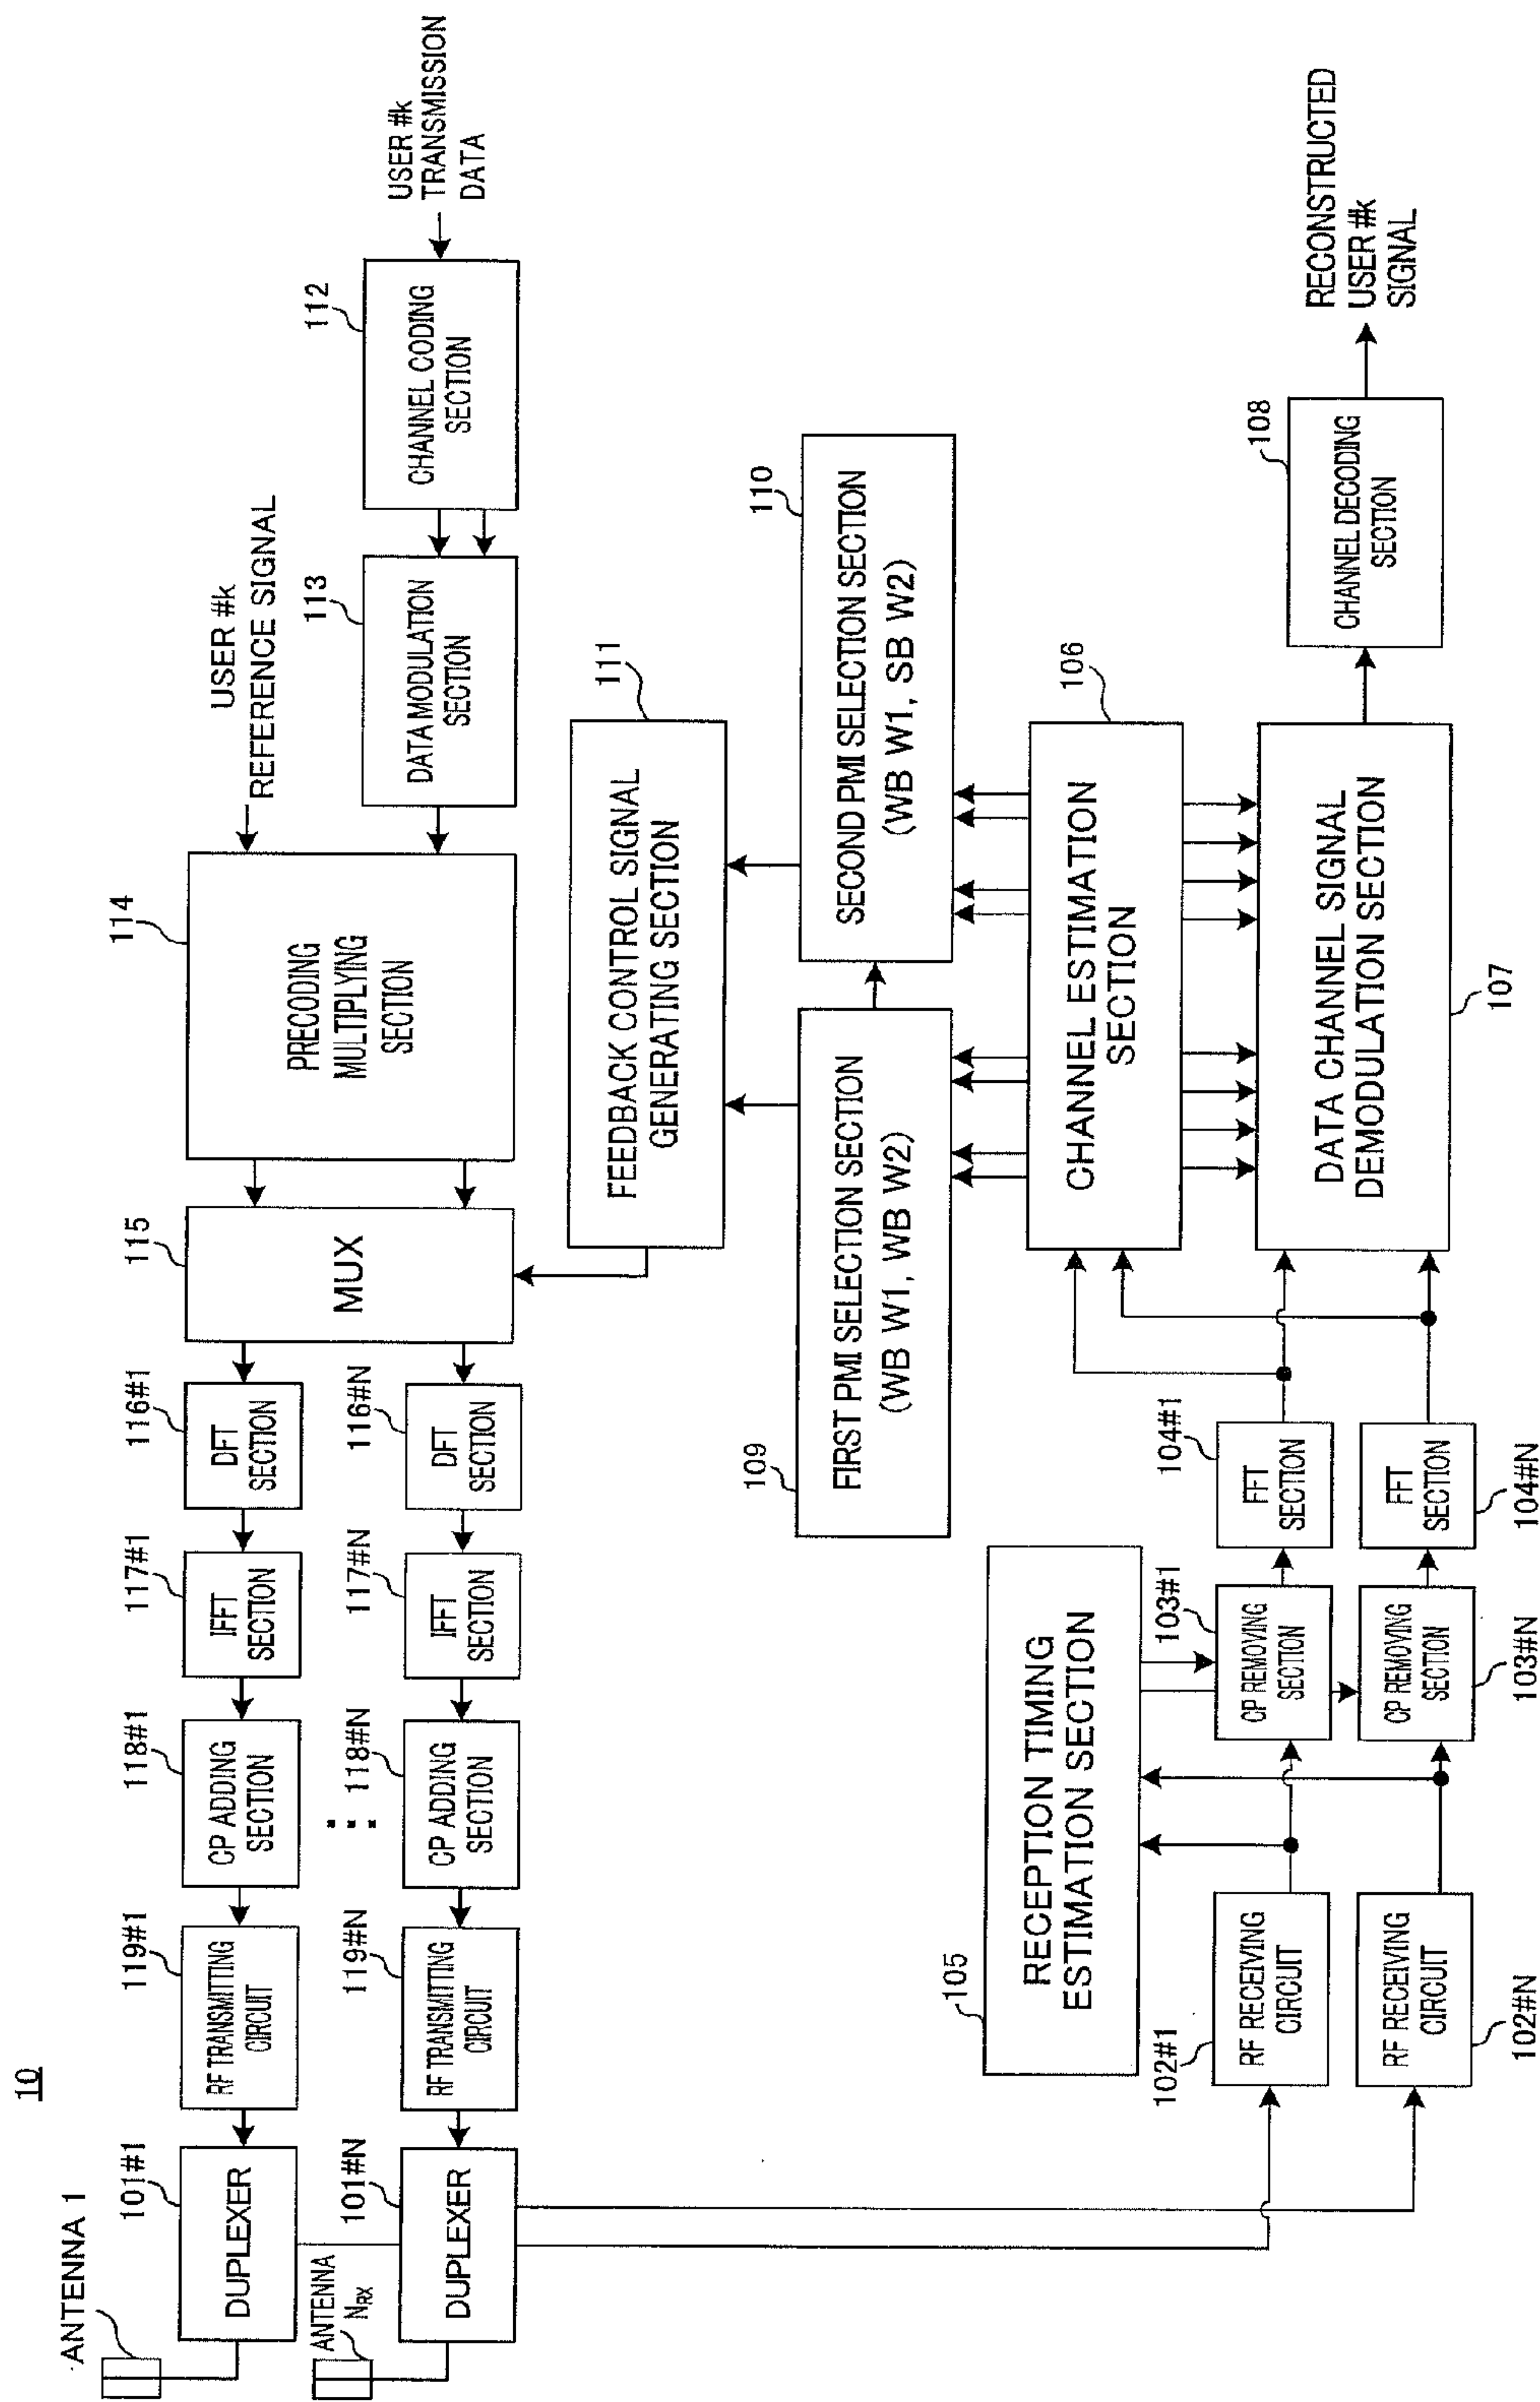 10
ANTENNA 1
101#1
DUPLEXER
119#1
RF TRANSMITTING
CIRCUIT
118#1
CP ADDING
SECTION
117#1
IFFT
SECTION
116#1
DFT
SECTION
115
MUX
114
PRECODING
MULTIPLYING
SECTION
USER #k
REFERENCE SIGNAL
ANTENNA
NRX
101#N
DUPLEXER
119#N
RF TRANSMITTING
CIRCUIT
118#N
CP ADDING
SECTION
117#N
IFFT
SECTION
116#N
DFT
SECTION
113
DATA MODULATION
SECTION
112
CHANNEL CODING
SECTION
USER #k
TRANSMISSION
DATA
111
FEEDBACK CONTROL SIGNAL
GENERATING SECTION
109
FIRST PMI SELECTION SECTION
(WB W1, WB W2)
110
SECOND PMI SELECTION SECTION
(WB W1, SB W2)
105
RECEPTION TIMING
ESTIMATION SECTION
106
CHANNEL ESTIMATION
SECTION
102#1
RF RECEIVING
CIRCUIT
103#1
CP REMOVING
SECTION
104#1
FFT
SECTION
102#N
RF RECEIVING
CIRCUIT
103#N
CP REMOVING
SECTION
104#N
FFT
SECTION
DATA CHANNEL SIGNAL
DEMODULATION SECTION
107
108
CHANNEL DECODING
SECTION
RECONSTRUCTED
USER #k
SIGNAL